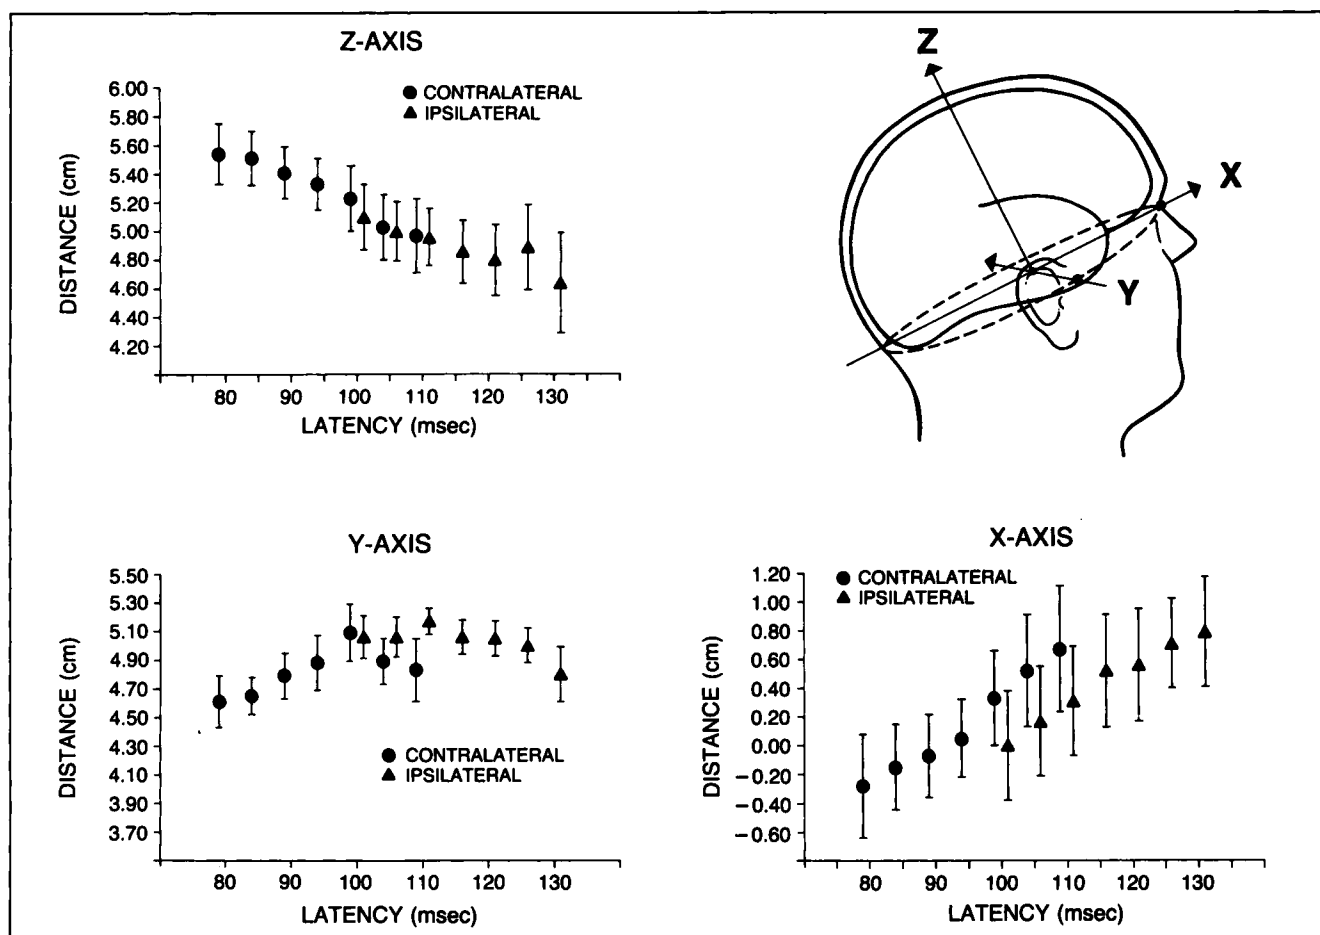 Z-AXIS
CONTRALATERAL
IPSILATERAL
6.00
5.60
5.40
5.20
5.00
4.80
4.60
4.40
4.20
DISTANCE (cm)
80 90 100 110 120 130
LATENCY (msec)
Z
X
Y
Y-AXIS
5.50
5.30
5.10
4.90
4.70
4.50
4.30
4.10
3.90
3.70
DISTANCE (cm)
CONTRALATERAL
IPSILATERAL
80 90 100 110 120 130
LATENCY (msec)
X-AXIS
CONTRALATERAL
IPSILATERAL
1.20
1.00
0.80
0.60
0.40
0.20
0.00
−0.20
−0.40
−0.60
DISTANCE (cm)
80 90 100 110 120 130
LATENCY (msec)